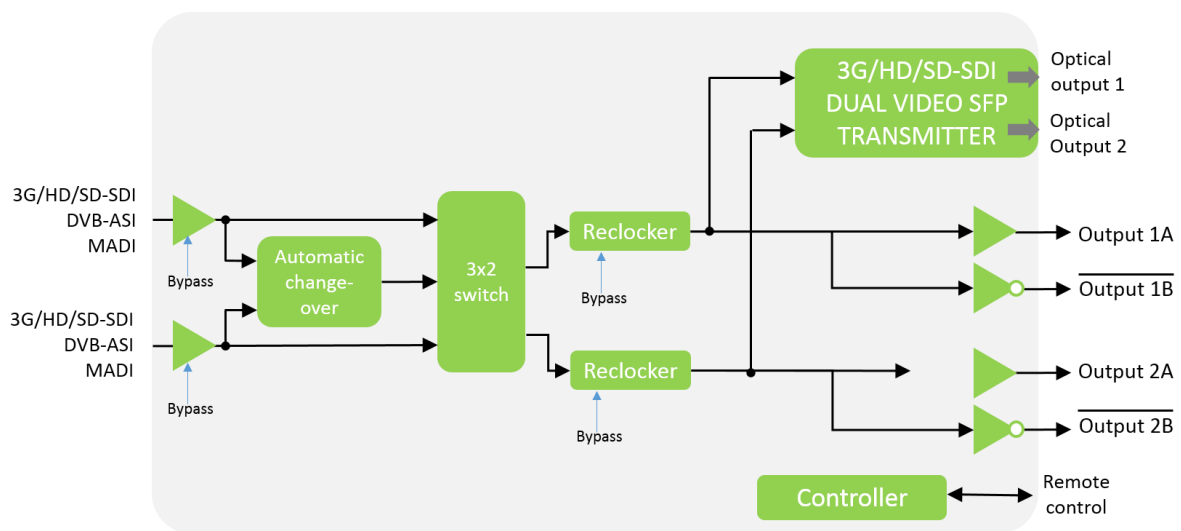 3G/HD/SD-SDI
DUAL VIDEO SFP
TRANSMITTER
Optical
output 1
Optical
Output 2
3G/HD/SD-SDI
DVB-ASI
MADI
Bypass
Automatic
change-
over
3G/HD/SD-SDI
DVB-ASI
MADI
Bypass
3x2
switch
Reclocker
Bypass
Reclocker
Bypass
Output 1A
Output 1B
Output 2A
Output 2B
Controller
Remote
control